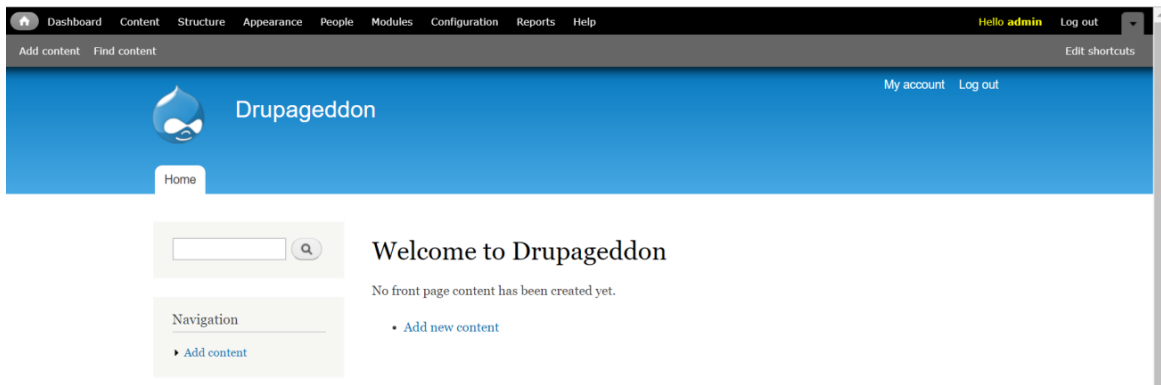 Dashboard Content Structure Appearance People Modules Configuration Reports Help Hello admin Log out
Add content Find content Edit shortcuts
My account Log out
Drupageddon
Home
Welcome to Drupageddon
No front page content has been created yet.
Navigation
Add new content
Add content